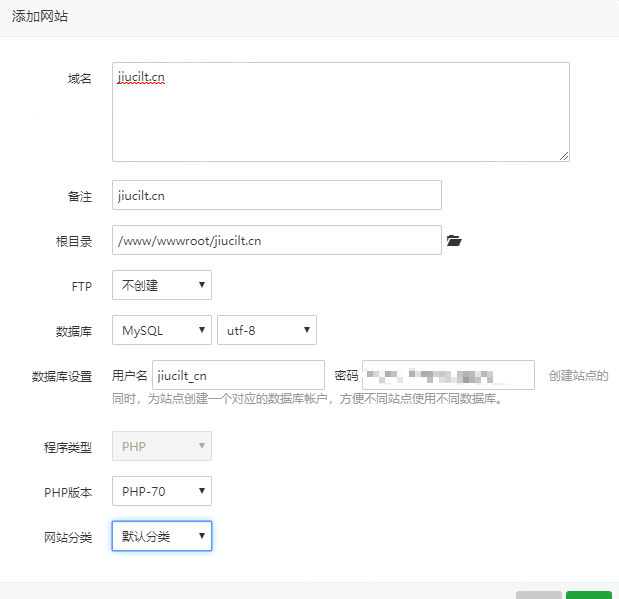 添加网站
域名 jiucilt.cn
备注 jiucilt.cn
根目录 /www/wwwroot/jiucilt.cn
FTP 不创建
数据库 MySQL utf-8
数据库设置 用户名 jiucilt_cn 密码 创建站点的
同时，为站点创建一个对应的数据库帐户，方便不同站点使用不同数据库。
程序类型 PHP
PHP版本 PHP-70
网站分类 默认分类